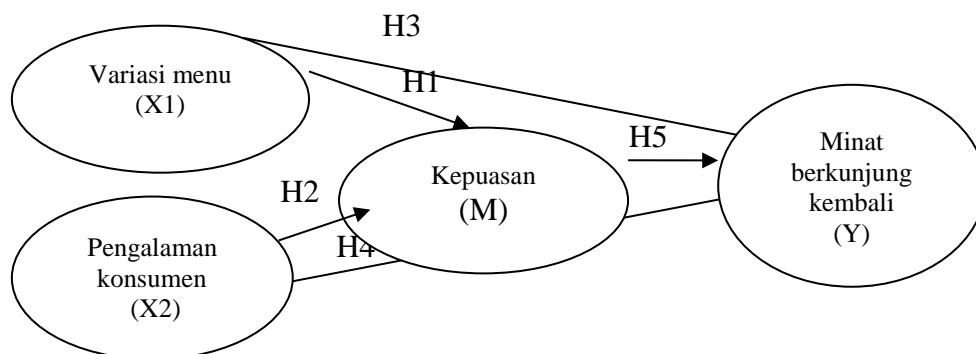 H3
Variasi menu
(X1)
H1
H5
Minat
berkunjung
kembali
(Y)
Kepuasan
(M)
H2
Pengalaman
konsumen
(X2)
H4